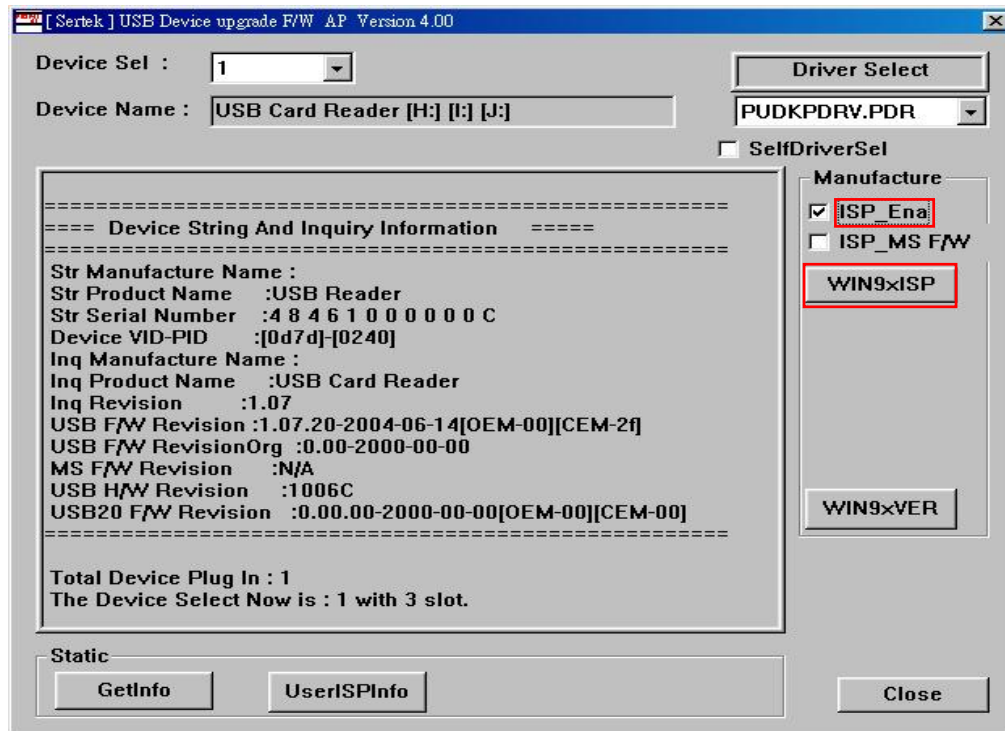 [ Sertek ] USB Device upgrade F/W AP Version 4.00
Device Sel :
1
Driver Select
Device Name :
USB Card Reader [H:] [I:] [J:]
PUDKPDRV.PDR
SelfDriverSel
Manufacture
ISP_Ena
ISP_MS F/W
WIN9xISP
WIN9xVER
=====================================================
==== Device String And Inquiry Information =====
=====================================================
Str Manufacture Name :
Str Product Name :USB Reader
Str Serial Number :4 8 4 6 1 0 0 0 0 0 0 C
Device VID-PID :[0d7d]-[0240]
Inq Manufacture Name :
Inq Product Name :USB Card Reader
Inq Revision :1.07
USB F/W Revision :1.07.20-2004-06-14[OEM-00][CEM-2f]
USB F/W RevisionOrg :0.00-2000-00-00
MS F/W Revision :N/A
USB H/W Revision :1006C
USB20 F/W Revision :0.00.00-2000-00-00[OEM-00][CEM-00]
=====================================================
Total Device Plug In : 1
The Device Select Now is : 1 with 3 slot.
Static
GetInfo
UserISPInfo
Close